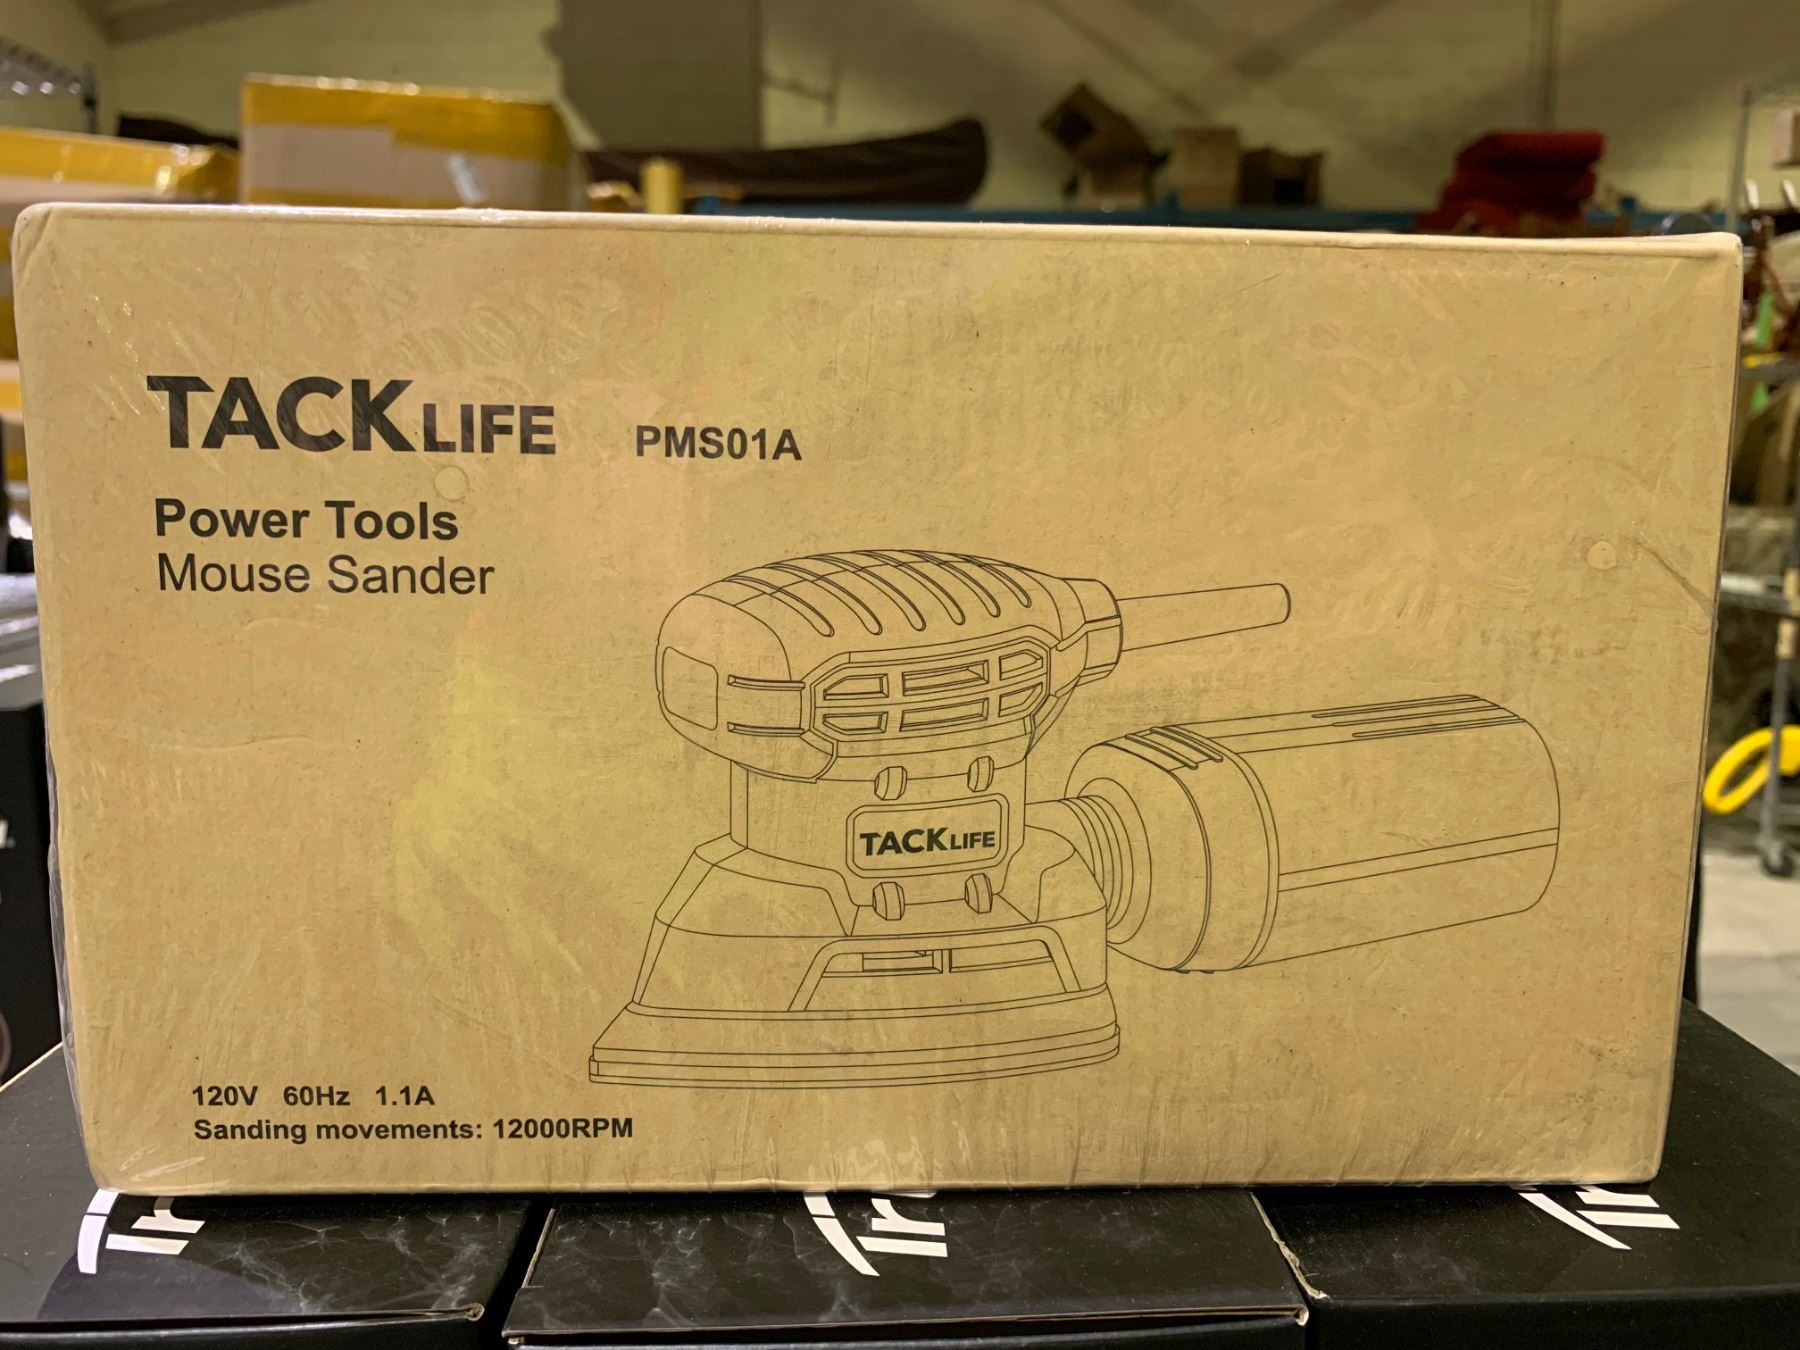 TACKLIFE PMS01A
Power Tools
Mouse Sander
TACKLIFE
120V 60Hz 1.1A
Sanding movements: 12000RPM